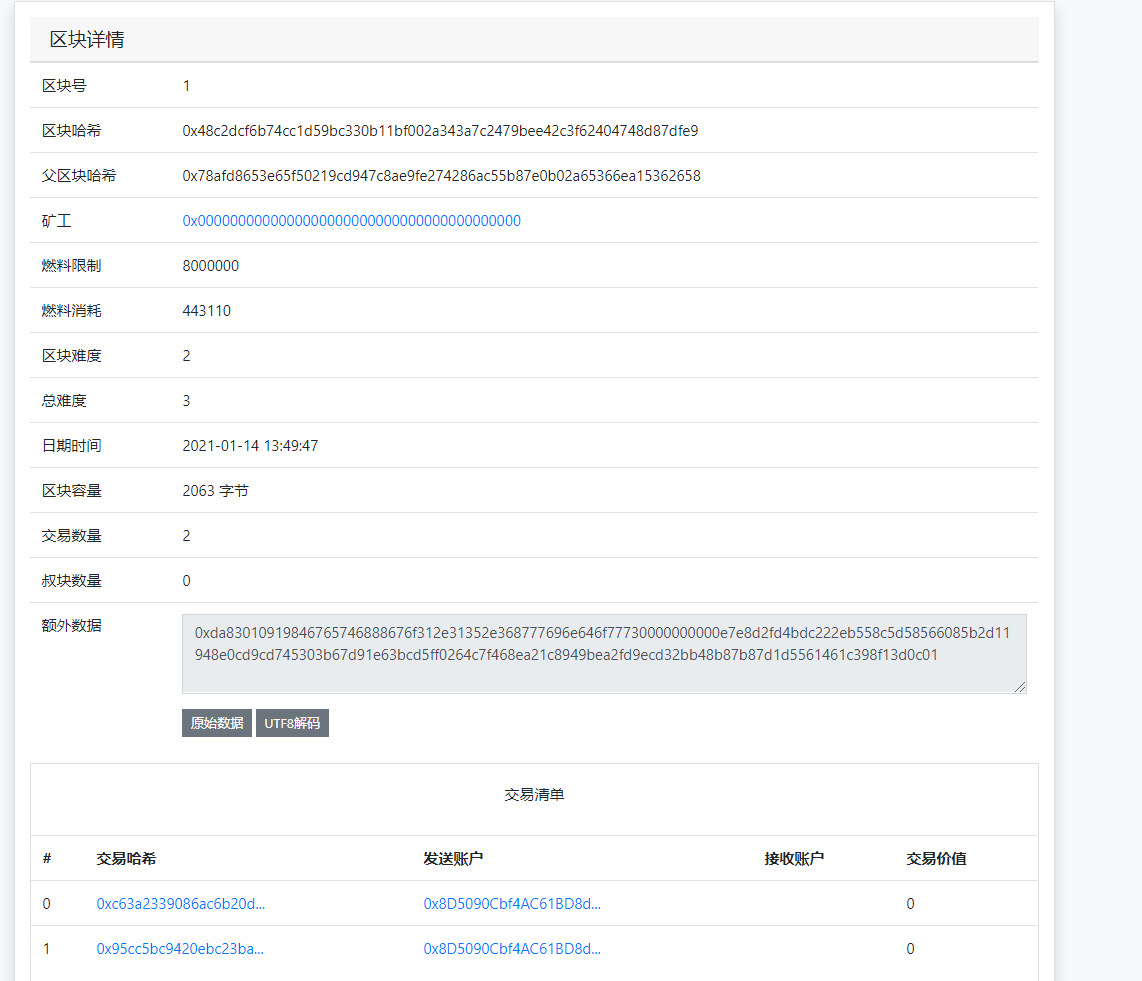 区块详情
区块号 1
区块哈希 0x48c2dcf6b74cc1d59bc330b11bf002a343a7c2479bee42c3f62404748d87dfe9
父区块哈希 0x78afd8653e65f50219cd947c8ae9fe274286ac55b87e0b02a65366ea15362658
矿工 0x0000000000000000000000000000000000000000
燃料限制 8000000
燃料消耗 443110
区块难度 2
总难度 3
日期时间 2021-01-14 13:49:47
区块容量 2063 字节
交易数量 2
叔块数量 0
额外数据 0xda83010919846765746888676f312e31352e368777696e646f77730000000000e7e8d2fd4bdc222eb558c5d58566085b2d11
948e0cd9cd745303b67d91e63bcd5ff0264c7f468ea21c8949bea2fd9ecd32bb48b87b87d1d5561461c398f13d0c01
原始数据 UTF8解码
交易清单
# 交易哈希 发送账户 接收账户 交易价值
0 0xc63a2339086ac6b20d... 0x8D5090Cbf4AC61BD8d... 0
1 0x95cc5bc9420ebc23ba... 0x8D5090Cbf4AC61BD8d... 0